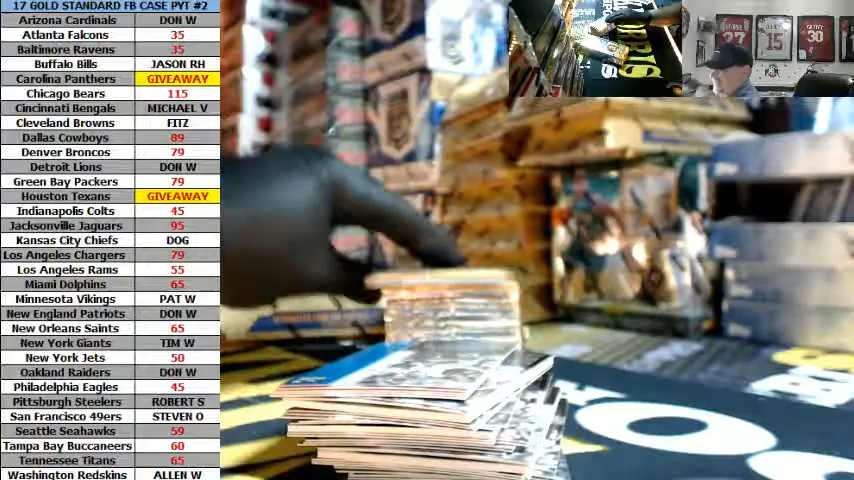 17 GOLD STANDARD FB CASE PYT #2
Arizona Cardinals DON W
Atlanta Falcons 35
Baltimore Ravens 35
Buffalo Bills JASON RH
Carolina Panthers GIVEAWAY
Chicago Bears 115
Cincinnati Bengals MICHAEL V
Cleveland Browns FITZ
Dallas Cowboys 89
Denver Broncos 79
Detroit Lions DON W
Green Bay Packers 79
Houston Texans GIVEAWAY
Indianapolis Colts 45
Jacksonville Jaguars 95
Kansas City Chiefs DOG
Los Angeles Chargers 79
Los Angeles Rams 55
Miami Dolphins 65
Minnesota Vikings PAT W
New England Patriots DON W
New Orleans Saints 65
New York Giants TIM W
New York Jets 50
Oakland Raiders DON W
Philadelphia Eagles 45
Pittsburgh Steelers ROBERT S
San Francisco 49ers STEVEN O
Seattle Seahawks 59
Tampa Bay Buccaneers 60
Tennessee Titans 65
Washington Redskins ALLEN W
27
15
30